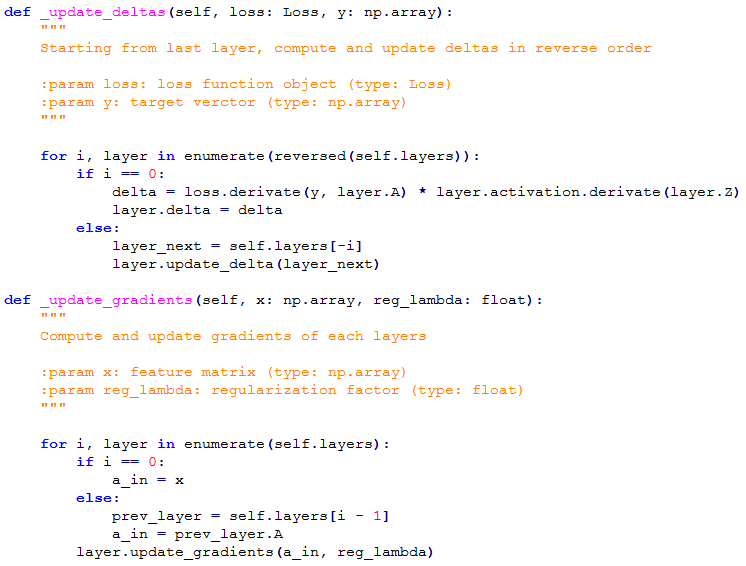 def _update_deltas(self, loss: Loss, y: np.array):
    """
    Starting from last layer, compute and update deltas in reverse order

    :param loss: loss function object (type: Loss)
    :param y: target verctor (type: np.array)
    """

    for i, layer in enumerate(reversed(self.layers)):
        if i == 0:
            delta = loss.derivate(y, layer.A) * layer.activation.derivate(layer.Z)
            layer.delta = delta
        else:
            layer_next = self.layers[-i]
            layer.update_delta(layer_next)

def _update_gradients(self, x: np.array, reg_lambda: float):
    """
    Compute and update gradients of each layers

    :param x: feature matrix (type: np.array)
    :param reg_lambda: regularization factor (type: float)
    """

    for i, layer in enumerate(self.layers):
        if i == 0:
            a_in = x
        else:
            prev_layer = self.layers[i - 1]
            a_in = prev_layer.A
        layer.update_gradients(a_in, reg_lambda)